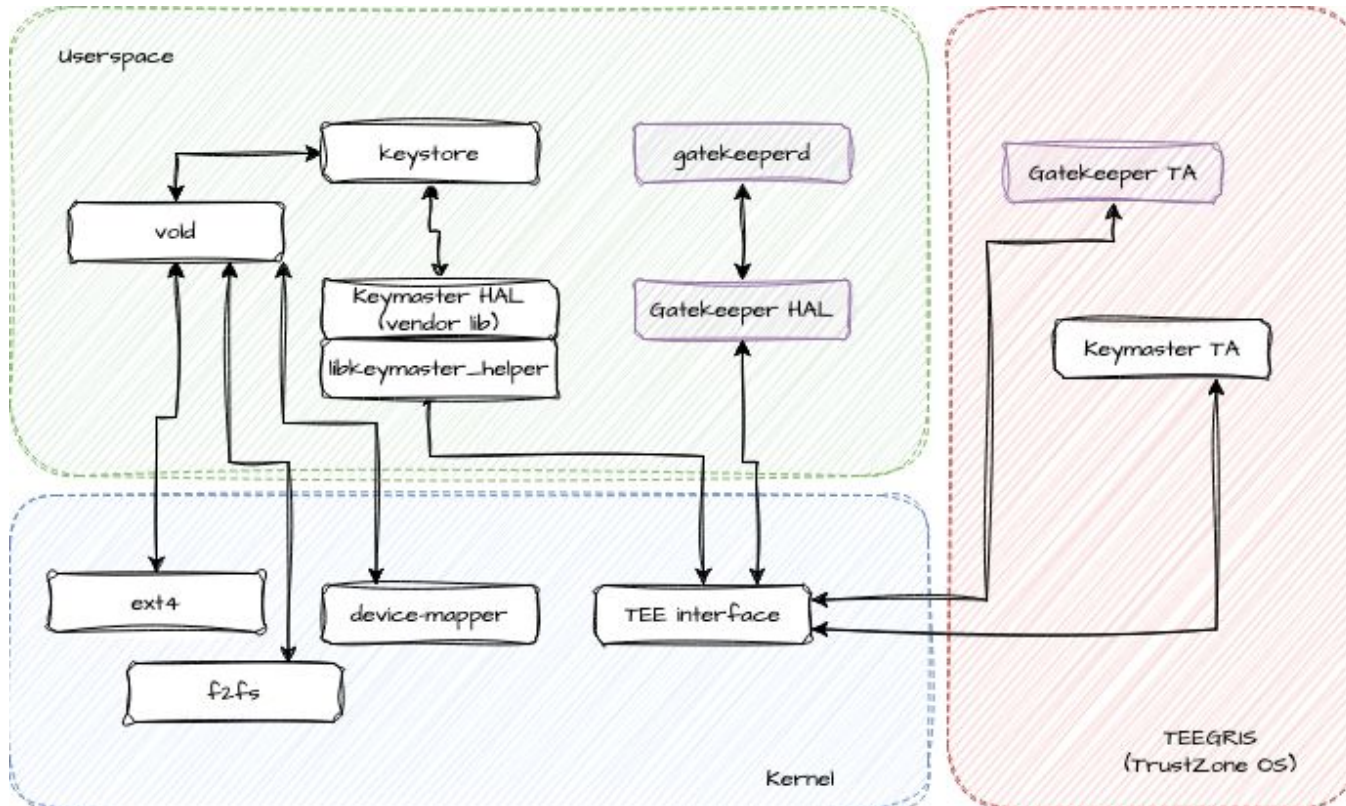 Userspace
keystore
gatekeeperd
Gatekeeper TA
vold
Keymaster HAL
(vendor lib)
libkeymaster_helper
Gatekeeper HAL
Keymaster TA
ext4
device-mapper
TEE interface
f2fs
Kernel
TEEGRIS
(TrustZone OS)